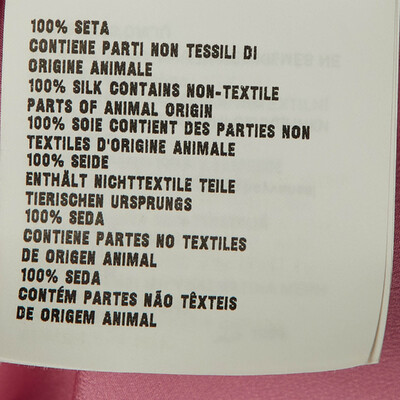 100% SETA
CONTIENE PARTI NON TESSILI DI
ORIGINE ANIMALE
100% SILK CONTAINS NON-TEXTILE
PARTS OF ANIMAL ORIGIN
100% SOIE CONTIENT DES PARTIES NON
TEXTILES D'ORIGINE ANIMALE
100% SEIDE
ENTHÄLT NICHTTEXTILE TEILE
TIERISCHEN URSPRUNGS
100% SEDA
CONTIENE PARTES NO TEXTILES
DE ORIGEN ANIMAL
100% SEDA
CONTÉM PARTES NÃO TÊXTEIS
DE ORIGEM ANIMAL